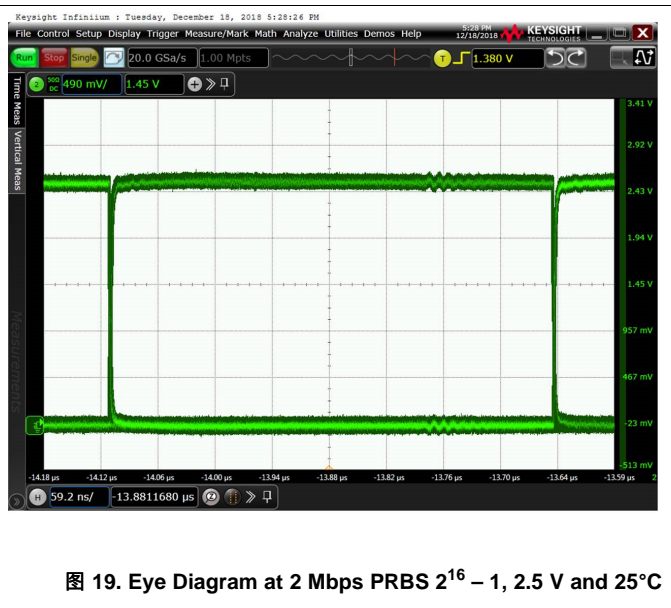 Keysight Infiniium : Tuesday, December 18, 2018 5:28:26 PM
File Control Setup Display Trigger Measure/Mark Math Analyze Utilities Demos Help
5:28 PM
12/18/2018
KEYSIGHT
TECHNOLOGIES
Run Stop Single 20.0 GSa/s 1.00 Mpts T 1.380 V
2 50Ω DC 490 mV/ 1.45 V
Time Meas
Vertical Meas
Measurements
3.41 V
2.92 V
2.43 V
1.94 V
1.45 V
957 mV
467 mV
-23 mV
-513 mV
-14.18 µs -14.12 µs -14.06 µs -14.00 µs -13.94 µs -13.88 µs -13.82 µs -13.76 µs -13.70 µs -13.64 µs -13.59 µs 2
H 59.2 ns/ -13.8811680 µs
图 19. Eye Diagram at 2 Mbps PRBS 2^16 – 1, 2.5 V and 25°C